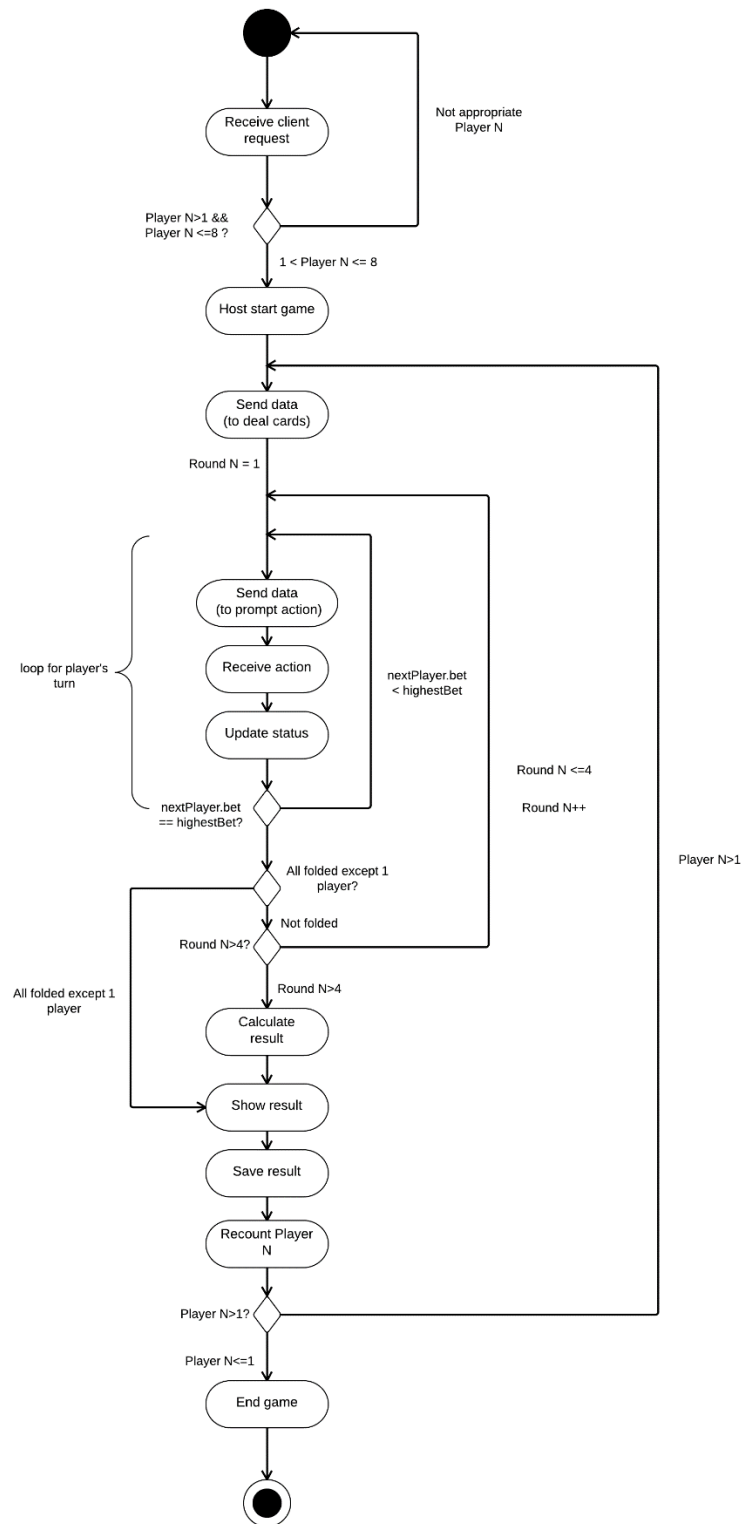 Not appropriate
Player N
Receive client
request
Player N>1 &&
Player N <=8 ?
1 < Player N <= 8
Host start game
Send data
(to deal cards)
Round N = 1
Send data
(to prompt action)
loop for player's
turn
Receive action
nextPlayer.bet
< highestBet
Update status
Round N <=4
Round N++
nextPlayer.bet
== highestBet?
Player N>1
All folded except 1
player?
Not folded
Round N>4?
All folded except 1
player
Round N>4
Calculate
result
Show result
Save result
Recount Player
N
Player N>1?
Player N<=1
End game